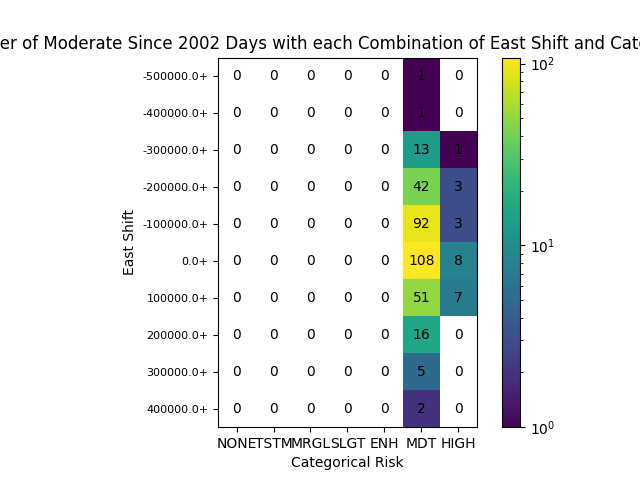 er of Moderate Since 2002 Days with each Combination of East Shift and Cate
-500000.0+ 0 0 0 0 0 1 0
-400000.0+ 0 0 0 0 0 1 0
-300000.0+ 0 0 0 0 0 13 1
-200000.0+ 0 0 0 0 0 42 3
-100000.0+ 0 0 0 0 0 92 3
0.0+ 0 0 0 0 0 108 8
100000.0+ 0 0 0 0 0 51 7
200000.0+ 0 0 0 0 0 16 0
300000.0+ 0 0 0 0 0 5 0
400000.0+ 0 0 0 0 0 2 0
NONE TSTM MRGL SLGT ENH MDT HIGH
Categorical Risk
East Shift
10²
10¹
10⁰